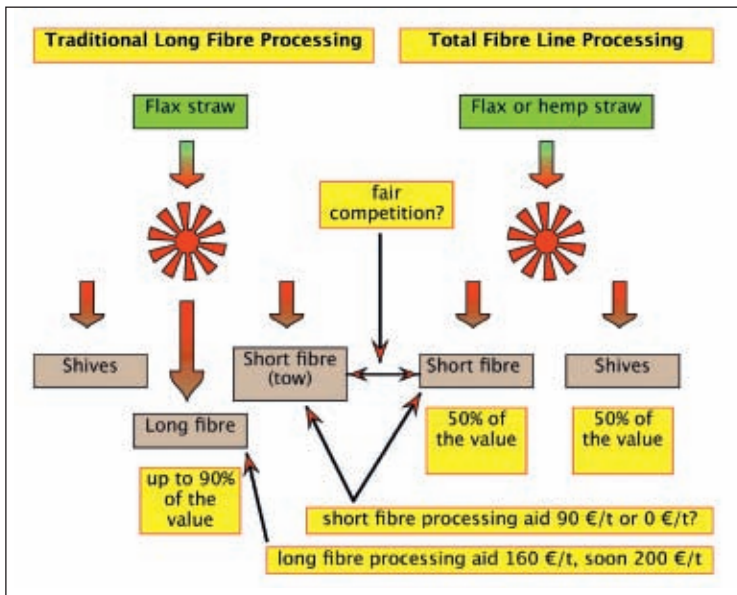 Traditional Long Fibre Processing
Total Fibre Line Processing
Flax straw
Flax or hemp straw
fair
competition?
Shives
Short fibre
(tow)
Short fibre
Shives
Long fibre
50% of
the value
50% of
the value
up to 90%
of the
value
short fibre processing aid 90 €/t or 0 €/t?
long fibre processing aid 160 €/t, soon 200 €/t